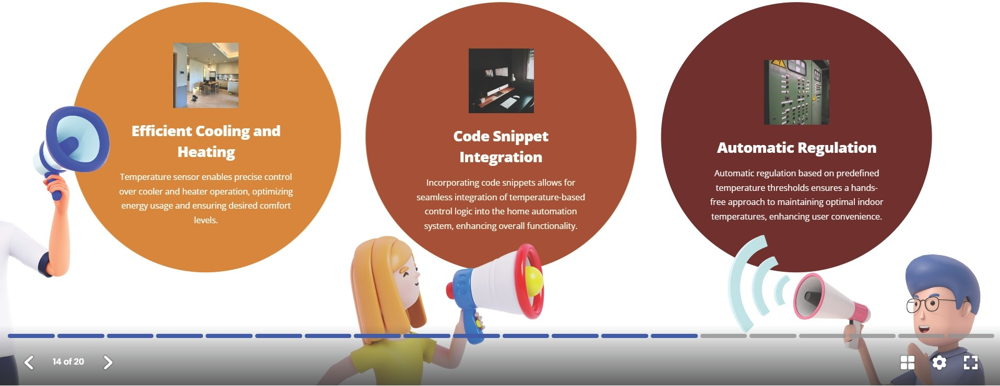 Efficient Cooling and
Heating
Temperature sensor enables precise control
over cooler and heater operation, optimizing
energy usage and ensuring desired comfort
levels.
Code Snippet
Integration
Incorporating code snippets allows for
seamless integration of temperature-based
control logic into the home automation
system, enhancing overall functionality.
Automatic Regulation
Automatic regulation based on predefined
temperature thresholds ensures a hands-
free approach to maintaining optimal indoor
temperatures, enhancing user convenience.
14 of 20